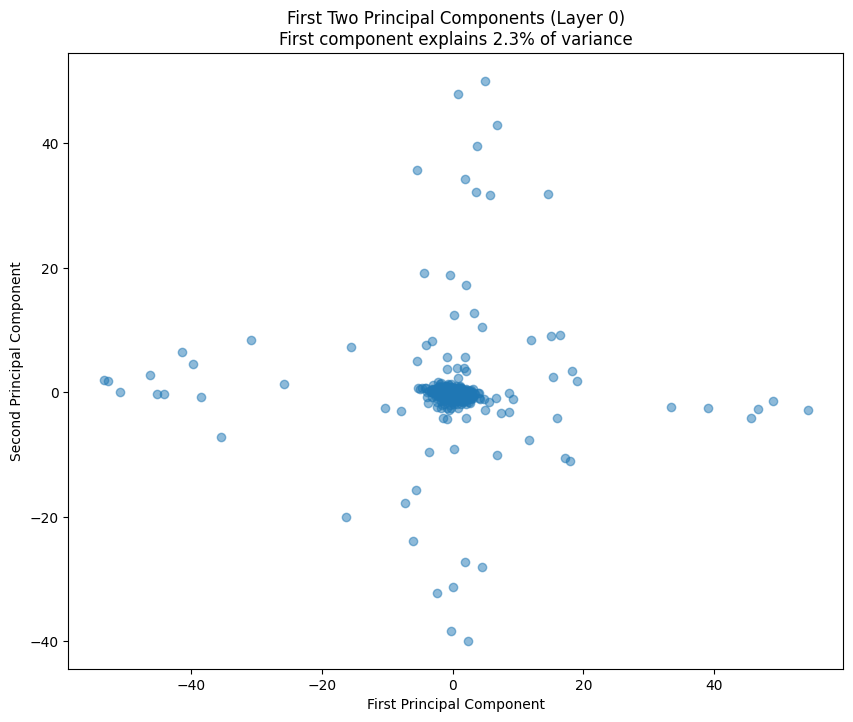 First Two Principal Components (Layer 0)
First component explains 2.3% of variance
Second Principal Component
40
20
0
−20
−40
−40
−20
0
20
40
First Principal Component